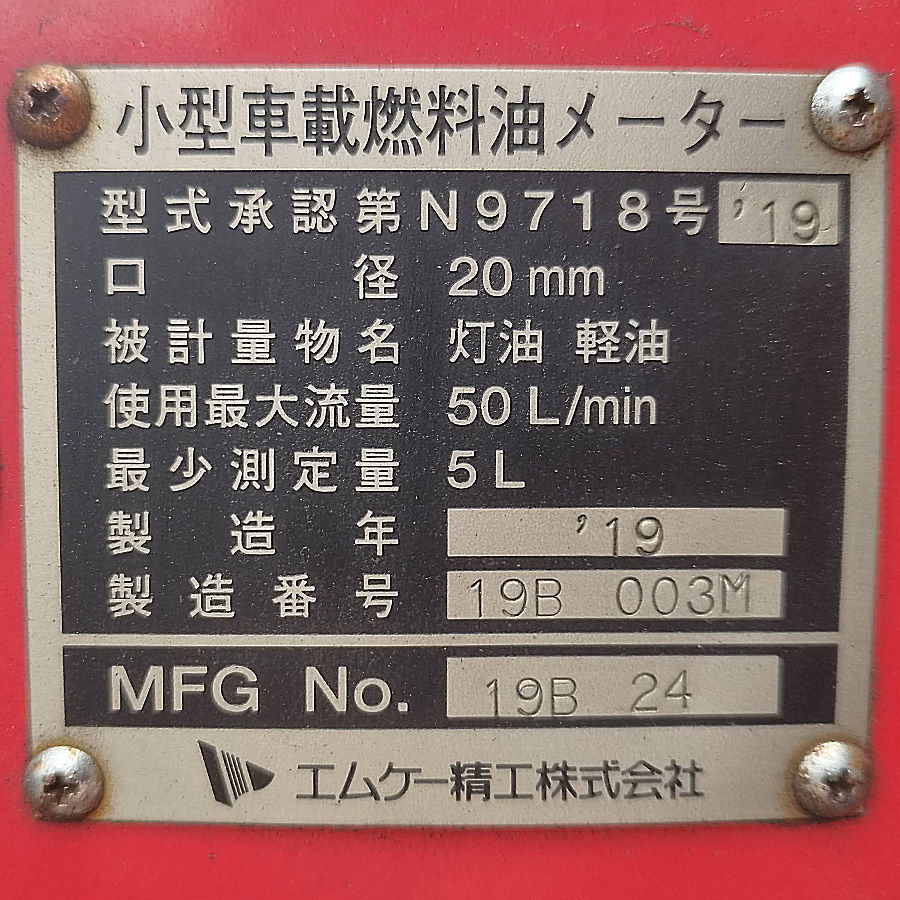 小型車載燃料油メーター
型式承認第N9718号 '19
口径 20 mm
被計量物名 灯油 軽油
使用最大流量 50 L/min
最少測定量 5 L
製造年 '19
製造番号 19B 003M
MFG No. 19B 24
エムケー精工株式会社